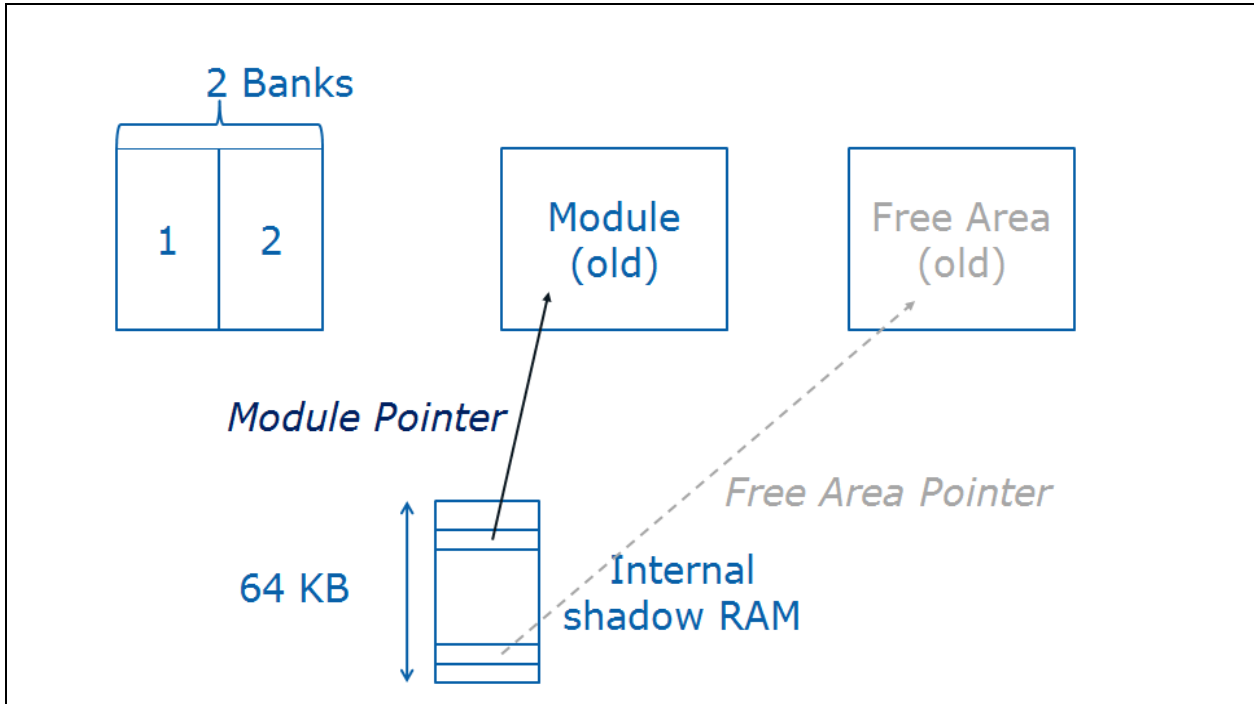 2 Banks
1
2
Module
(old)
Free Area
(old)
Module Pointer
Free Area Pointer
64 KB
Internal
shadow RAM